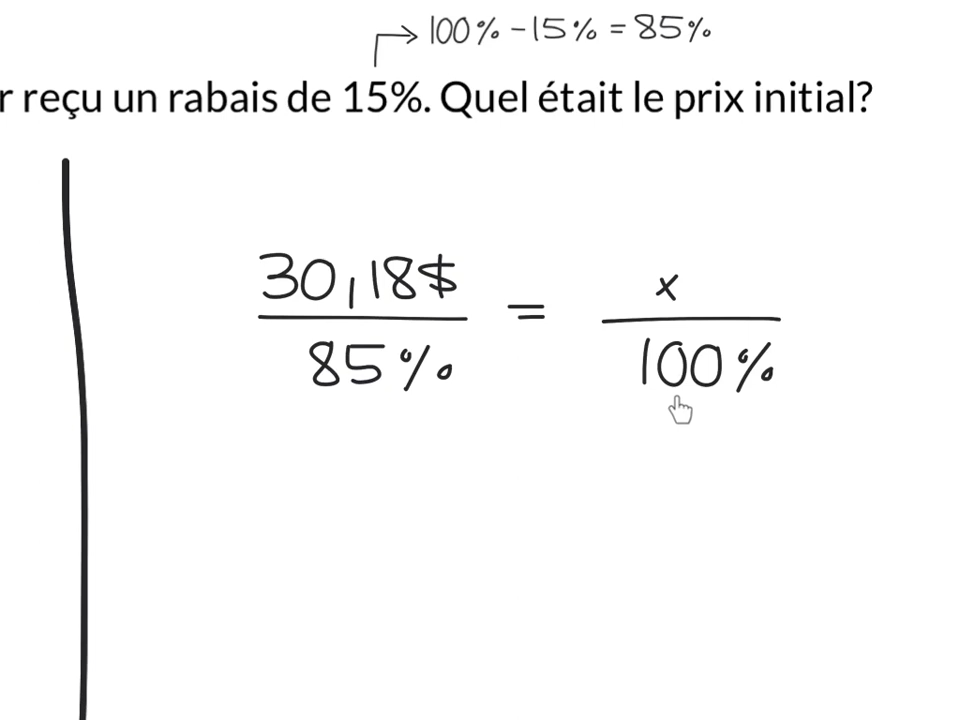 100% - 15% = 85%
r reçu un rabais de 15%. Quel était le prix initial?
30,18$ = x
85% 100%